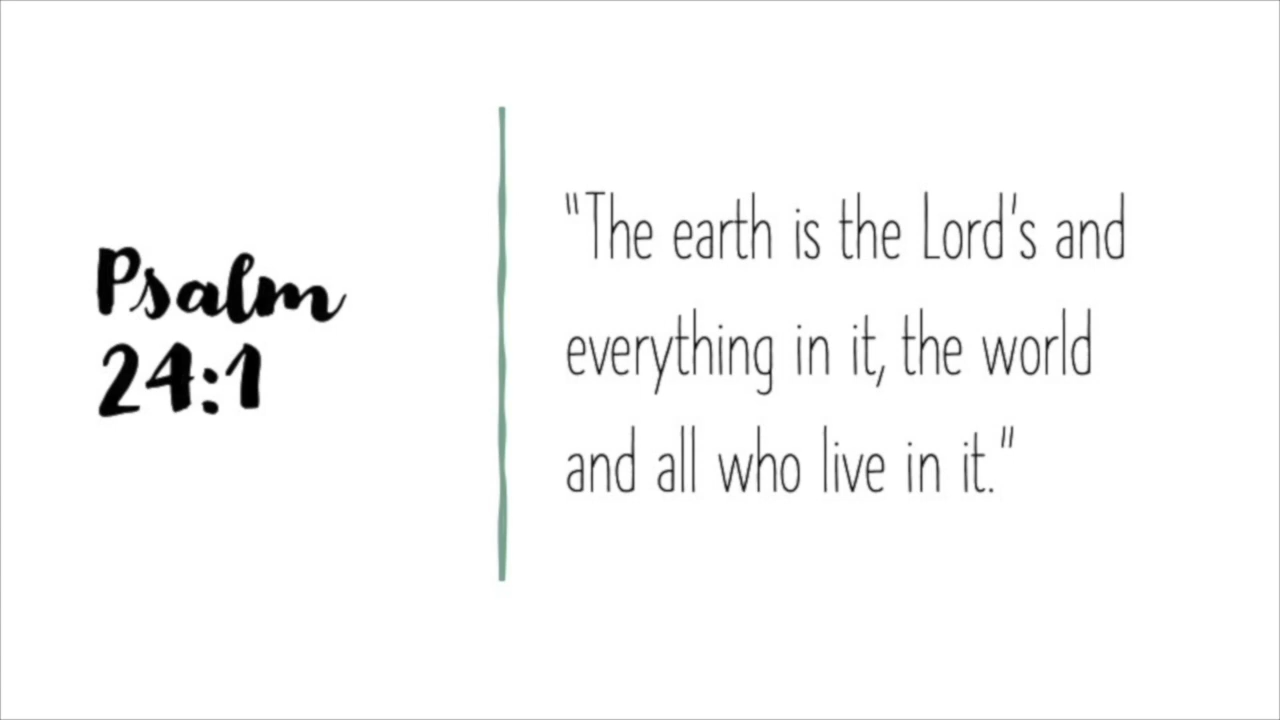 Psalm
24:1
"The earth is the Lord's and
everything in it, the world
and all who live in it."